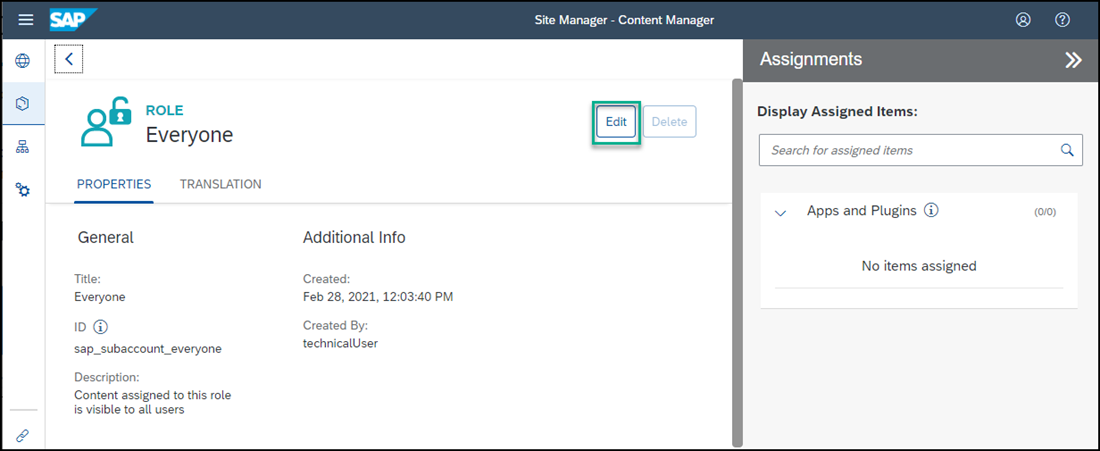 SAP
Site Manager - Content Manager
Assignments
ROLE
Everyone
Edit
Delete
Display Assigned Items:
Search for assigned items
PROPERTIES
TRANSLATION
Apps and Plugins
(0/0)
No items assigned
General
Additional Info
Title:
Everyone
Created:
Feb 28, 2021, 12:03:40 PM
ID
sap_subaccount_everyone
Created By:
technicalUser
Description:
Content assigned to this role
is visible to all users